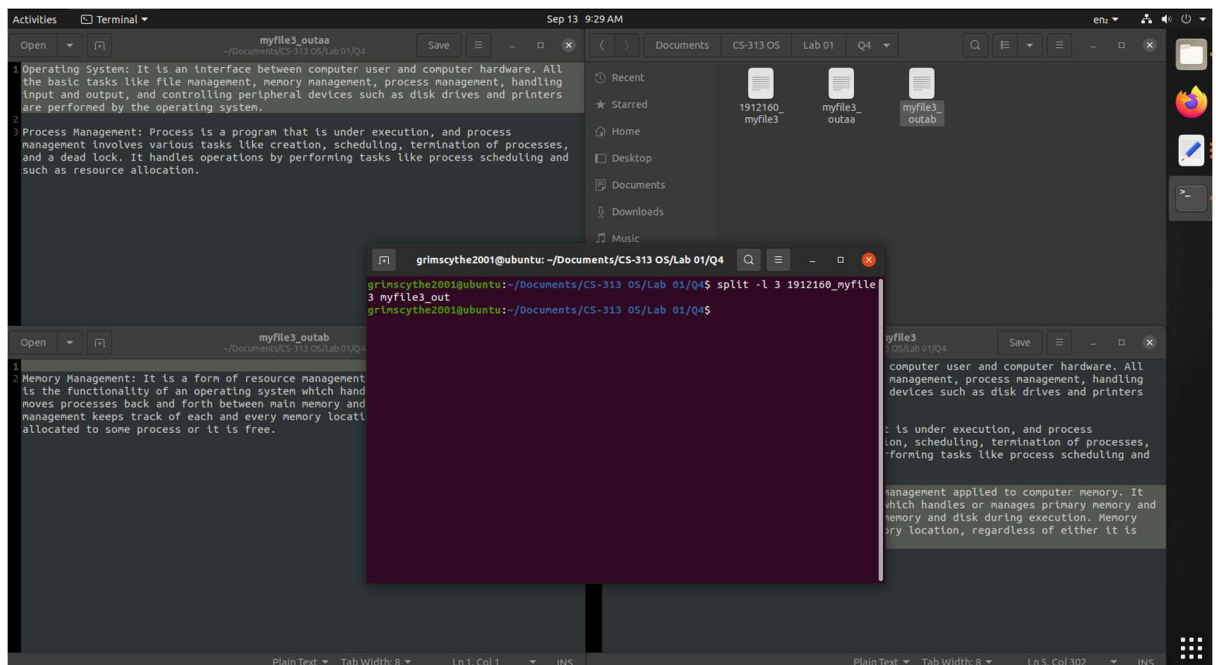 Activities Terminal Sep 13 9:29 AM en₂
Open myfile3_outaa Save
~/Documents/CS-313 OS/Lab 01/Q4
1 Operating System: It is an interface between computer user and computer hardware. All
the basic tasks like file management, memory management, process management, handling
input and output, and controlling peripheral devices such as disk drives and printers
are performed by the operating system.
2
3 Process Management: Process is a program that is under execution, and process
management involves various tasks like creation, scheduling, termination of processes,
and a dead lock. It handles operations by performing tasks like process scheduling and
such as resource allocation.
Documents CS-313 OS Lab 01 Q4
Recent
Starred
Home
Desktop
Documents
Downloads
Music
1912160_
myfile3
myfile3_
outaa
myfile3_
outab
grimscythe2001@ubuntu: ~/Documents/CS-313 OS/Lab 01/Q4
grimscythe2001@ubuntu:~/Documents/CS-313 OS/Lab 01/Q4$ split -l 3 1912160_myfile
3 myfile3_out
grimscythe2001@ubuntu:~/Documents/CS-313 OS/Lab 01/Q4$
Open myfile3_outab
~/Documents/CS-313 OS/Lab 01/Q4
1
2 Memory Management: It is a form of resource management
is the functionality of an operating system which hand
moves processes back and forth between main memory and
management keeps track of each and every memory locati
allocated to some process or it is free.
yfile3 Save
OS/Lab 01/Q4
computer user and computer hardware. All
management, process management, handling
devices such as disk drives and printers
t is under execution, and process
ion, scheduling, termination of processes,
rforming tasks like process scheduling and
management applied to computer memory. It
which handles or manages primary memory and
memory and disk during execution. Memory
ory location, regardless of either it is
Plain Text Tab Width: 8 Ln 1, Col 1 INS
Plain Text Tab Width: 8 Ln 5, Col 302 INS